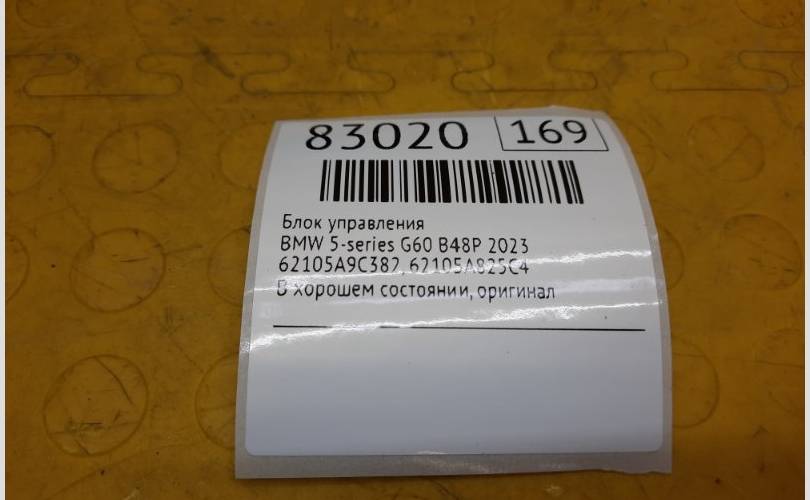 83020 169
Блок управления
BMW 5-series G60 B48P 2023
62105A9C382, 62105A825C4
В хорошем состоянии, оригинал